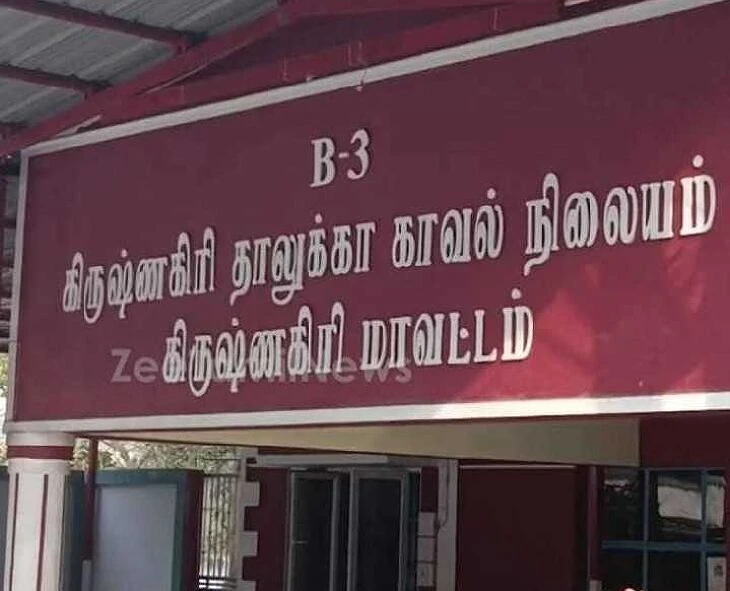 B-3
கிருஷ்ணகிரி தாலுக்கா காவல் நிலையம்
கிருஷ்ணகிரி மாவட்டம்